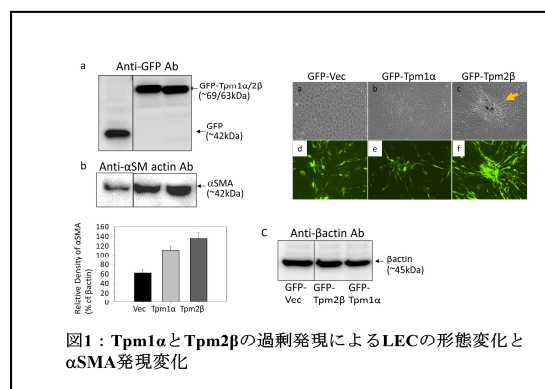 a
Anti-GFP Ab
GFP-Tpm1α/2β
(~69/63kDa)
GFP
(~42kDa)
b
Anti-αSM actin Ab
αSMA
(~42kDa)
Relative Density of αSMA
(% of βactin)
160
140
120
100
80
60
40
20
0
Vec Tpm1α Tpm2β
GFP-Vec GFP-Tpm1α GFP-Tpm2β
a b c
d e f
C
Anti-βactin Ab
βactin
(~45kDa)
GFP- GFP- GFP-
Vec Tpm2β Tpm1α
図1：Tpm1αとTpm2βの過剰発現によるLECの形態変化と
αSMA発現変化